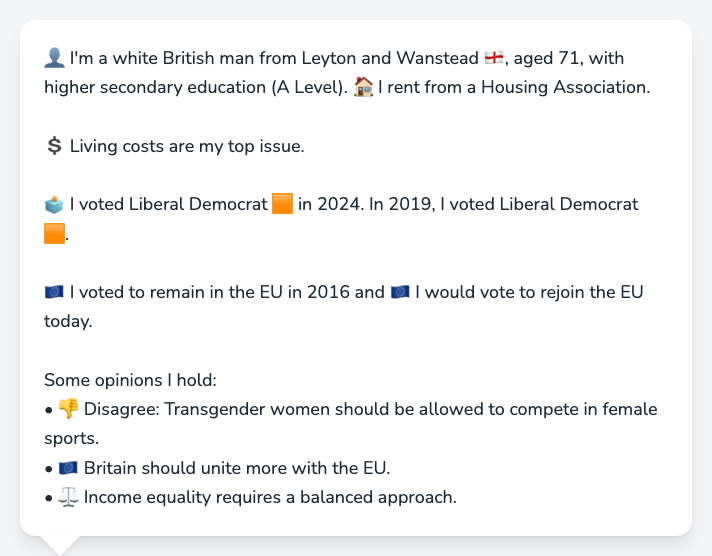 👤 I'm a white British man from Leyton and Wanstead 🏴󠁧󠁢󠁥󠁮󠁧󠁿, aged 71, with
higher secondary education (A Level). 🏠 I rent from a Housing Association.
💲 Living costs are my top issue.
🗳️ I voted Liberal Democrat 🟧 in 2024. In 2019, I voted Liberal Democrat
🟧.
🇪🇺 I voted to remain in the EU in 2016 and 🇪🇺 I would vote to rejoin the EU
today.
Some opinions I hold:
• 👎 Disagree: Transgender women should be allowed to compete in female
sports.
• 🇪🇺 Britain should unite more with the EU.
• ⚖️ Income equality requires a balanced approach.